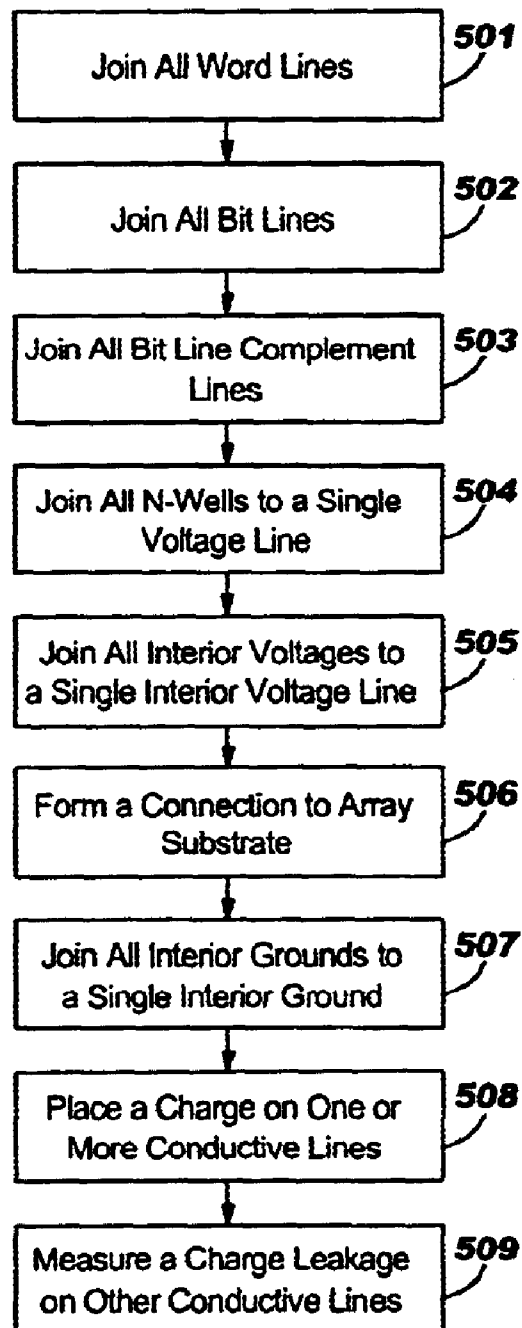 501
Join All Word Lines
502
Join All Bit Lines
503
Join All Bit Line Complement
Lines
504
Join All N-Wells to a Single
Voltage Line
505
Join All Interior Voltages to
a Single Interior Voltage Line
506
Form a Connection to Array
Substrate
507
Join All Interior Grounds to
a Single Interior Ground
508
Place a Charge on One or
More Conductive Lines
509
Measure a Charge Leakage
on Other Conductive Lines